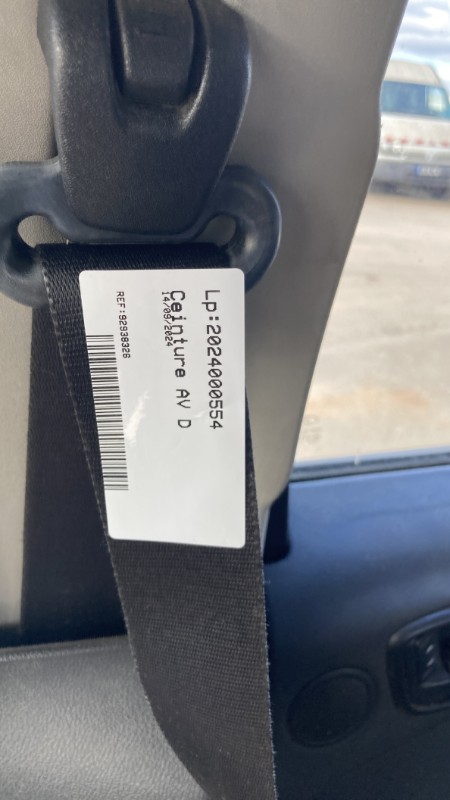 Lp:2024000554
Ceinture AV D
14/09/2024
REF:92938326